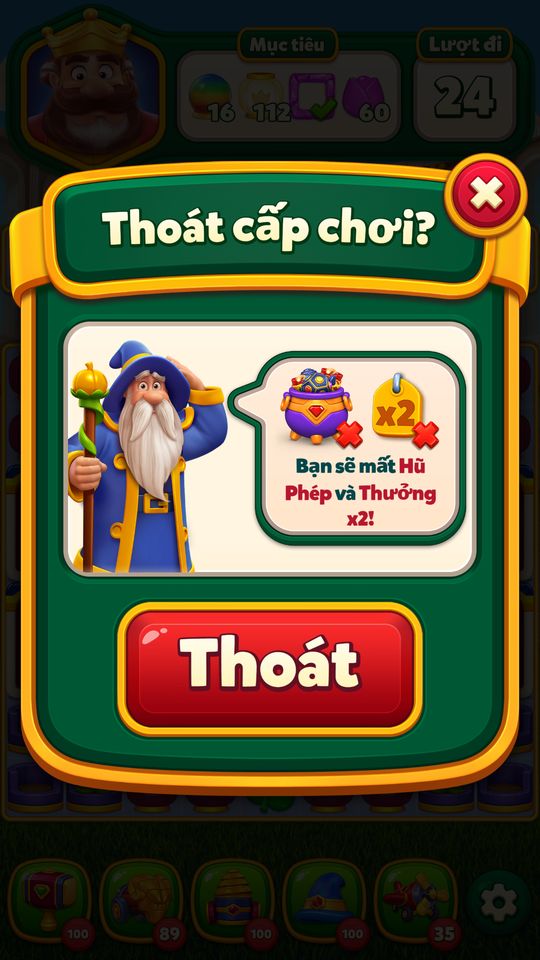 Mục tiêu
Lượt đi
16
112
60
24
Thoát cấp chơi?
x2
Bạn sẽ mất Hũ
Phép và Thưởng
x2!
Thoát
100
89
100
100
35